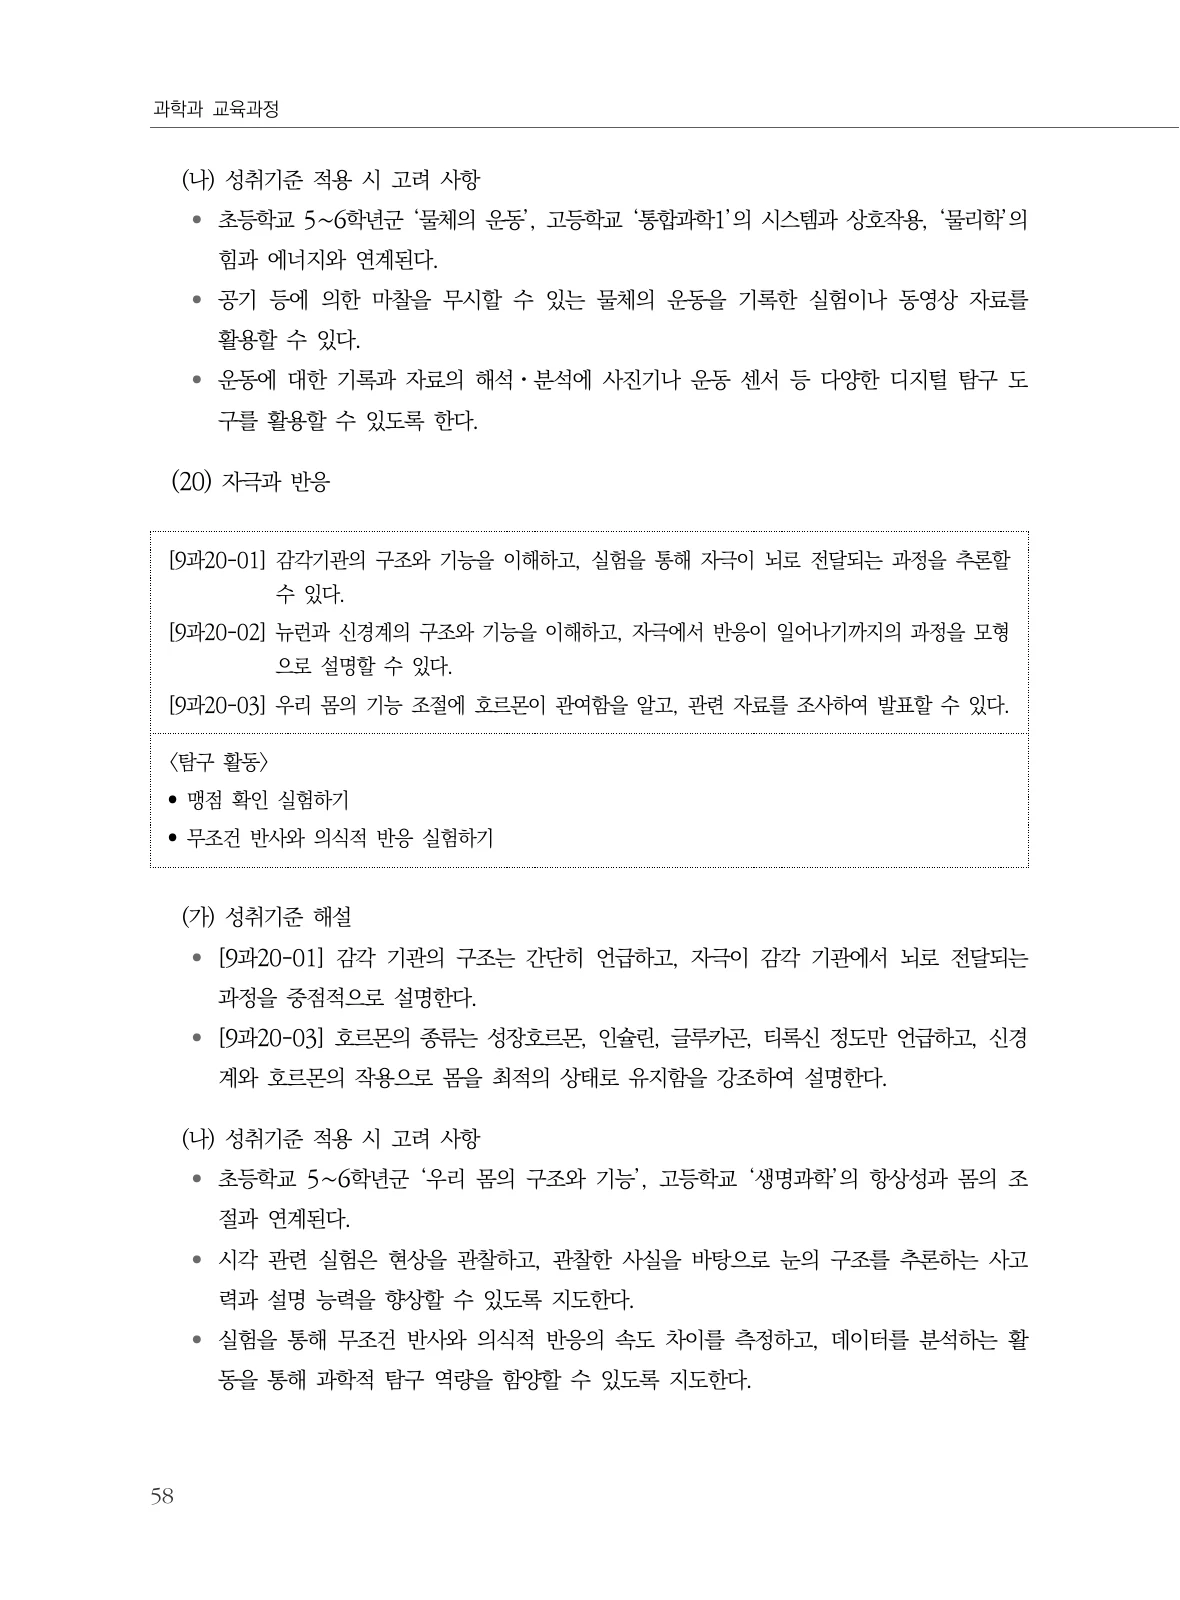 과학과 교육과정
(나) 성취기준 적용 시 고려 사항
• 초등학교 5~6학년군 ‘물체의 운동’, 고등학교 ‘통합과학1’의 시스템과 상호작용, ‘물리학’의
힘과 에너지와 연계된다.
• 공기 등에 의한 마찰을 무시할 수 있는 물체의 운동을 기록한 실험이나 동영상 자료를
활용할 수 있다.
• 운동에 대한 기록과 자료의 해석·분석에 사진기나 운동 센서 등 다양한 디지털 탐구 도
구를 활용할 수 있도록 한다.
(20) 자극과 반응
[9과20-01] 감각기관의 구조와 기능을 이해하고, 실험을 통해 자극이 뇌로 전달되는 과정을 추론할
수 있다.
[9과20-02] 뉴런과 신경계의 구조와 기능을 이해하고, 자극에서 반응이 일어나기까지의 과정을 모형
으로 설명할 수 있다.
[9과20-03] 우리 몸의 기능 조절에 호르몬이 관여함을 알고, 관련 자료를 조사하여 발표할 수 있다.
〈탐구 활동〉
• 맹점 확인 실험하기
• 무조건 반사와 의식적 반응 실험하기
(가) 성취기준 해설
• [9과20-01] 감각 기관의 구조는 간단히 언급하고, 자극이 감각 기관에서 뇌로 전달되는
과정을 중점적으로 설명한다.
• [9과20-03] 호르몬의 종류는 성장호르몬, 인슐린, 글루카곤, 티록신 정도만 언급하고, 신경
계와 호르몬의 작용으로 몸을 최적의 상태로 유지함을 강조하여 설명한다.
(나) 성취기준 적용 시 고려 사항
• 초등학교 5~6학년군 ‘우리 몸의 구조와 기능’, 고등학교 ‘생명과학’의 항상성과 몸의 조
절과 연계된다.
• 시각 관련 실험은 현상을 관찰하고, 관찰한 사실을 바탕으로 눈의 구조를 추론하는 사고
력과 설명 능력을 향상할 수 있도록 지도한다.
• 실험을 통해 무조건 반사와 의식적 반응의 속도 차이를 측정하고, 데이터를 분석하는 활
동을 통해 과학적 탐구 역량을 함양할 수 있도록 지도한다.
58